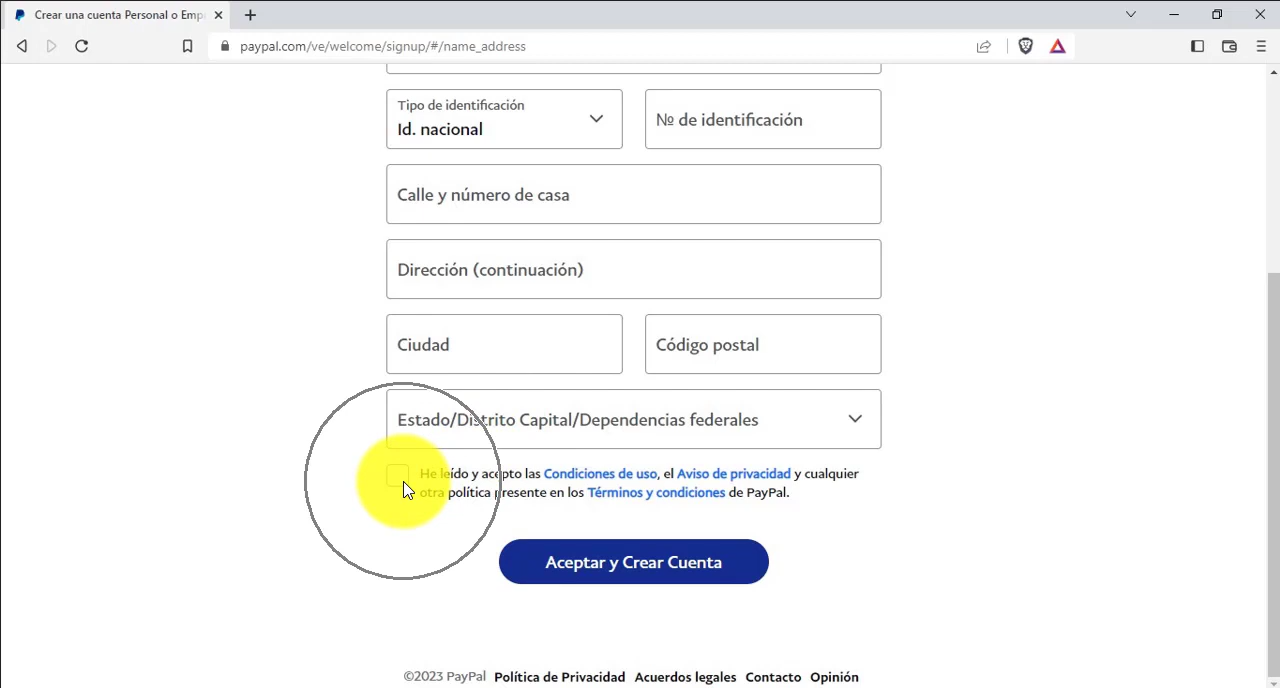 Crear una cuenta Personal o Emp
paypal.com/ve/welcome/signup/#/name_address
Tipo de identificación
Id. nacional
№ de identificación
Calle y número de casa
Dirección (continuación)
Ciudad
Código postal
Estado/Distrito Capital/Dependencias federales
He leído y acepto las Condiciones de uso, el Aviso de privacidad y cualquier
otra política presente en los Términos y condiciones de PayPal.
Aceptar y Crear Cuenta
©2023 PayPal Política de Privacidad Acuerdos legales Contacto Opinión